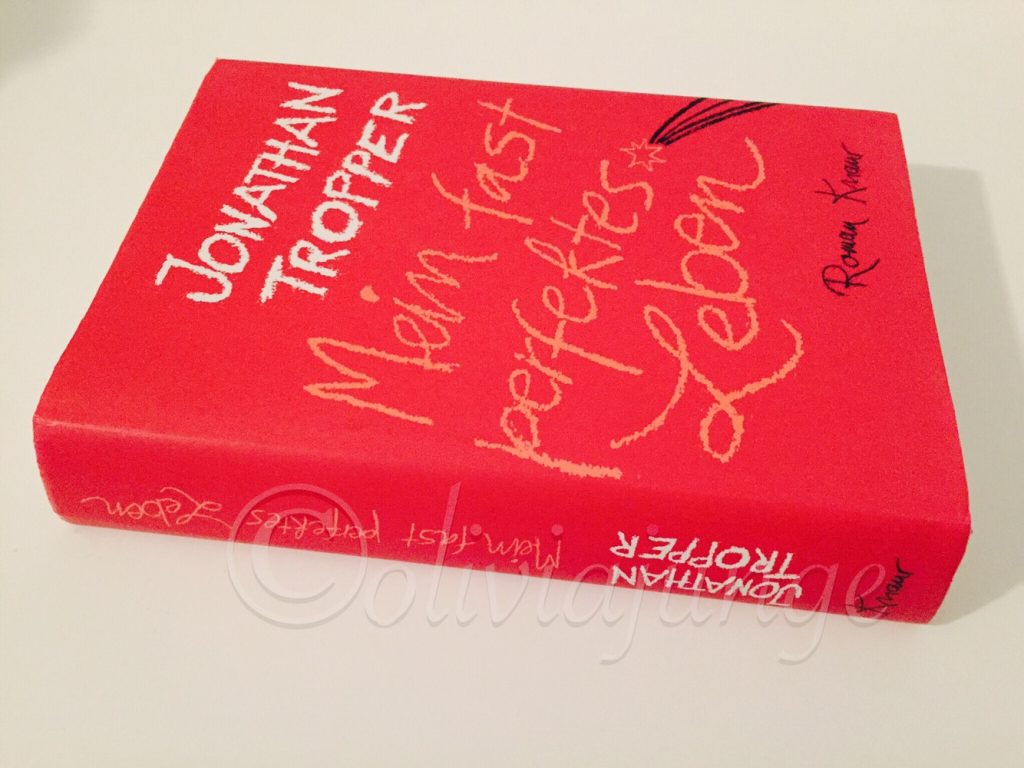 JONATHAN
TROPPER
Mein fast
perfektes
Leben
Roman Knaur
JONATHAN
TROPPER
Mein fast perfektes Leben
Knaur
©oliviajunge